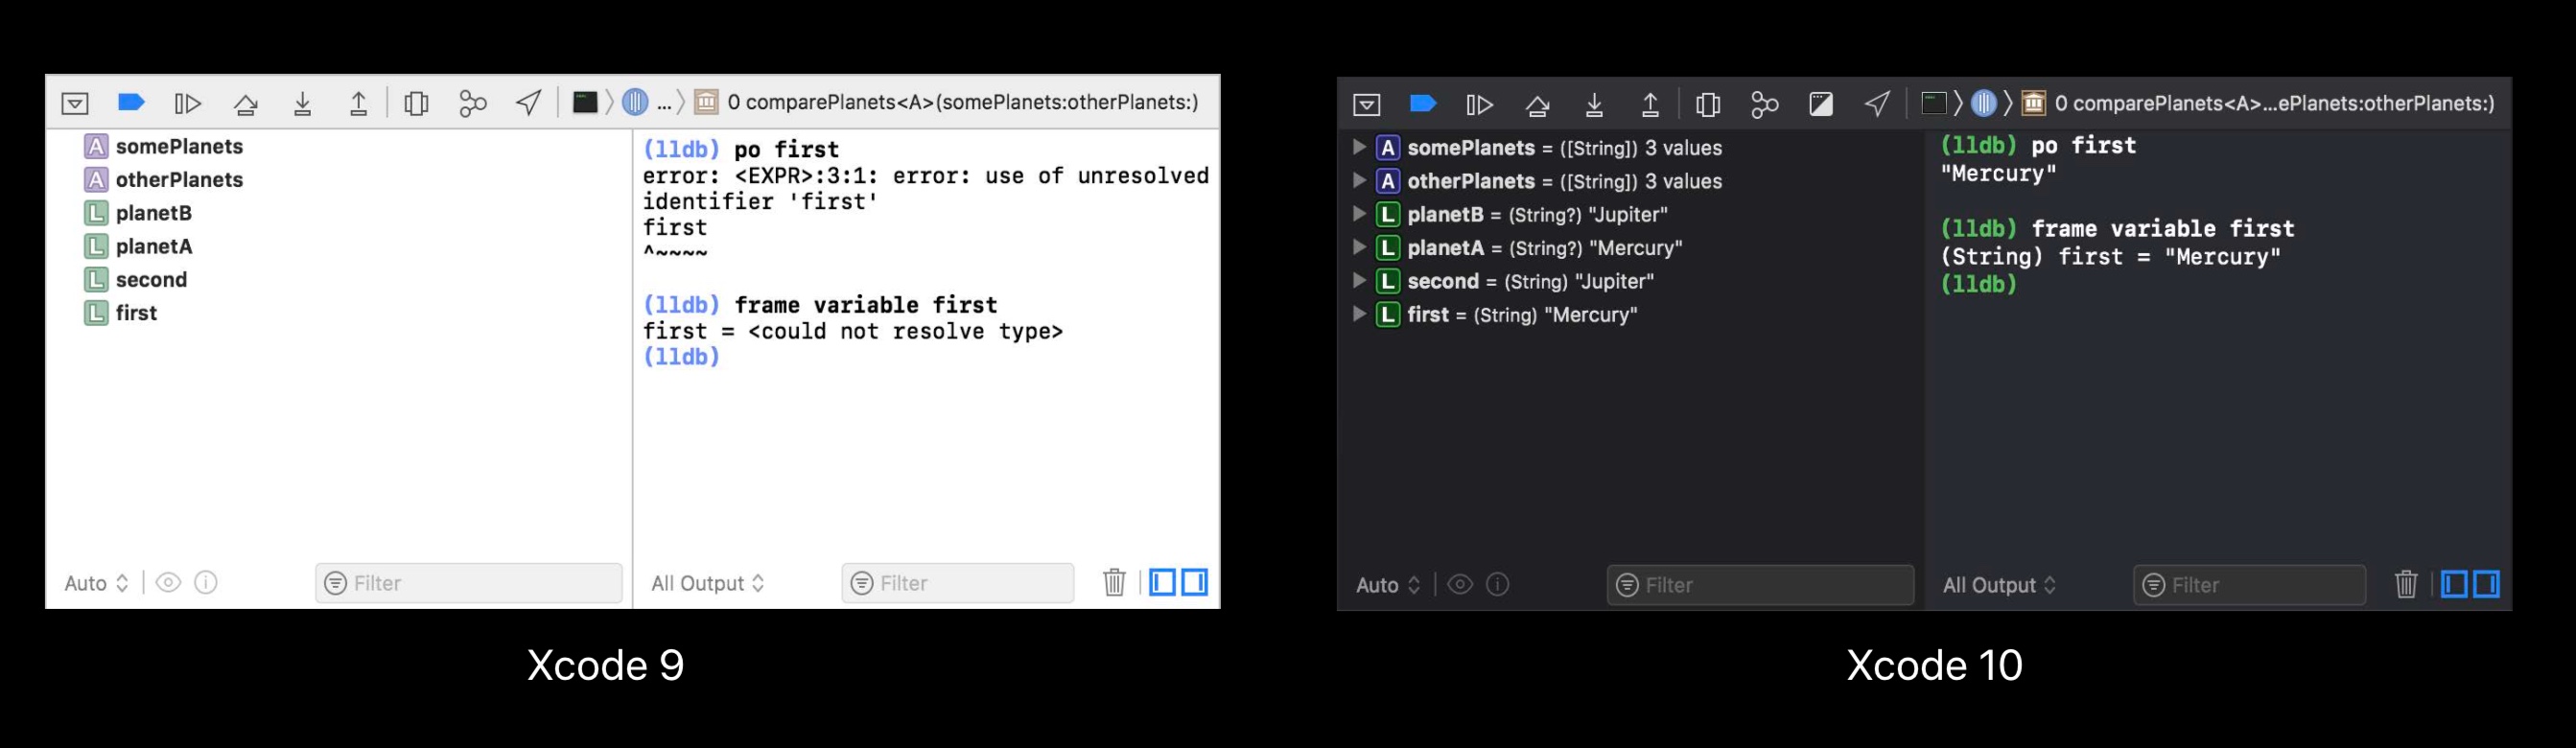 0 comparePlanets<A>(somePlanets:otherPlanets:)
A somePlanets
A otherPlanets
L planetB
L planetA
L second
L first
(lldb) po first
error: <EXPR>:3:1: error: use of unresolved
identifier 'first'
first
^~~~~
(lldb) frame variable first
first = <could not resolve type>
(lldb)
Auto
Filter
All Output
Filter
Xcode 9
0 comparePlanets<A>...ePlanets:otherPlanets:)
A somePlanets = ([String]) 3 values
A otherPlanets = ([String]) 3 values
L planetB = (String?) "Jupiter"
L planetA = (String?) "Mercury"
L second = (String) "Jupiter"
L first = (String) "Mercury"
(lldb) po first
"Mercury"
(lldb) frame variable first
(String) first = "Mercury"
(lldb)
Auto
Filter
All Output
Filter
Xcode 10